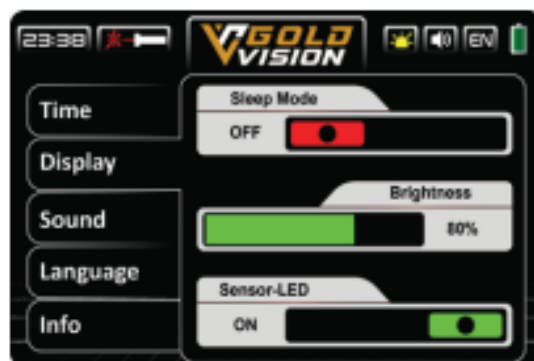 23:38
GOLD
VISION
EN
Time
Display
Sound
Language
Info
Sleep Mode
OFF
Brightness
80%
Sensor-LED
ON